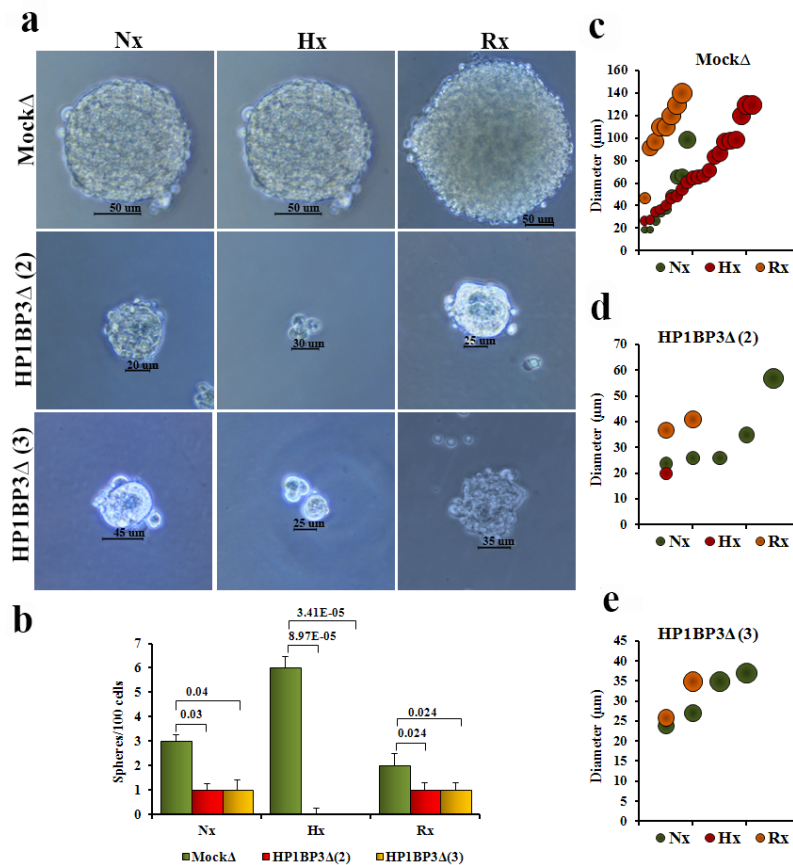 a
Nx Hx Rx
MockΔ
50 um 50 um 50 um
HP1BP3Δ (2)
20 um 30 um 25 um
HP1BP3Δ (3)
45 um 25 um 35 um
b
3.41E-05
8.97E-05
0.04
0.03
0.024
0.024
Spheres/100 cells
7
6
5
4
3
2
1
0
Nx Hx Rx
MockΔ HP1BP3Δ(2) HP1BP3Δ(3)
c
MockΔ
Diameter (µm)
160
140
120
100
80
60
40
20
0
Nx Hx Rx
d
HP1BP3Δ(2)
Diameter (µm)
70
60
50
40
30
20
10
0
Nx Hx Rx
e
HP1BP3Δ(3)
Diameter (µm)
45
40
35
30
25
20
15
10
5
0
Nx Hx Rx